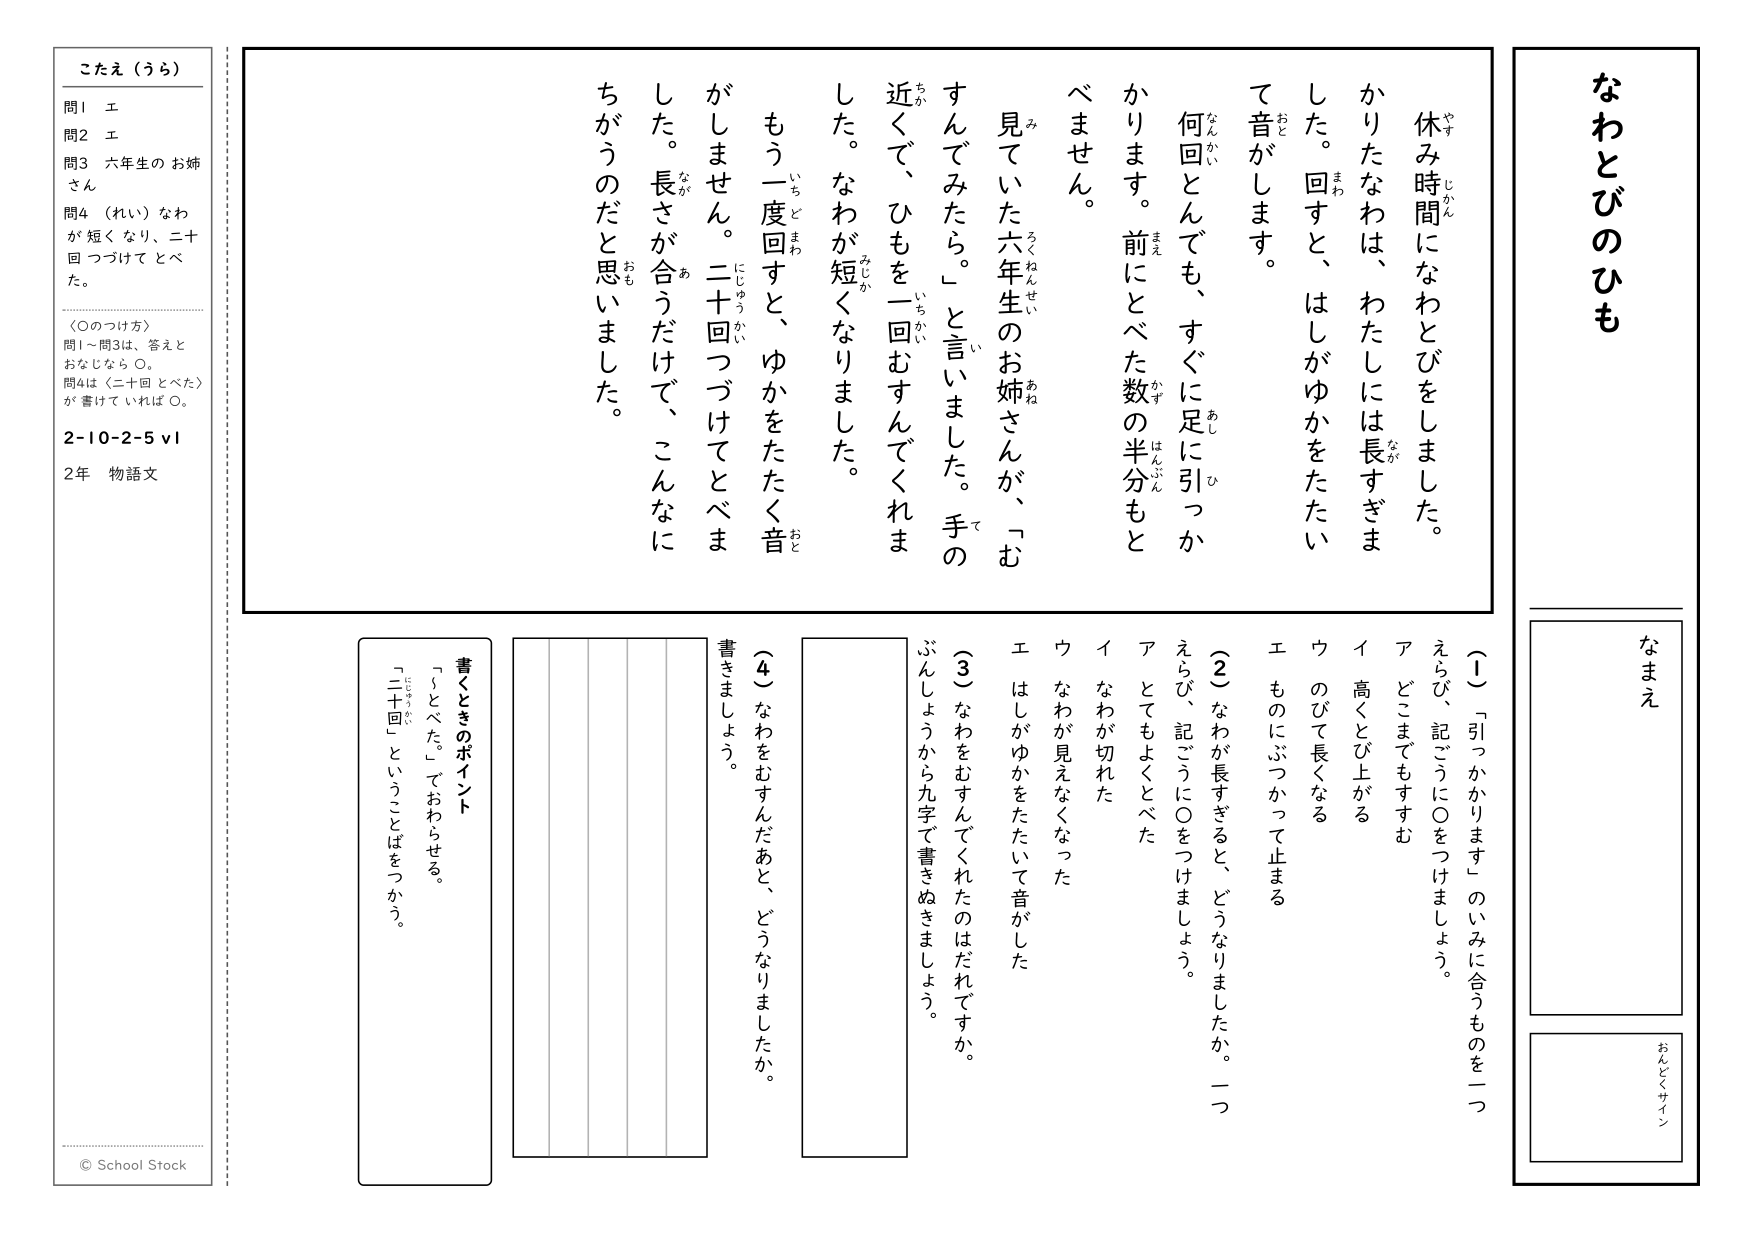 なわとびのひも
なまえ
おんどくサイン
休み時間になわとびをしました。
かりたなわは、わたしには長すぎま
した。回すと、はしがゆかをたたい
て音がします。
何回とんでも、すぐに足に引っか
かります。前にとべた数の半分もと
べません。
見ていた六年生のお姉さんが、「む
すんでみたら。」と言いました。手の
近くで、ひもを一回むすんでくれま
した。なわが短くなりました。
もう一度回すと、ゆかをたたく音
がしません。二十回つづけてとべま
した。長さが合うだけで、こんなに
ちがうのだと思いました。
(1)「引っかかります」のいみに合うものを一つ
えらび、記ごうに〇をつけましょう。
ア どこまでもすすむ
イ 高くとび上がる
ウ のびて長くなる
エ ものにぶつかって止まる
(2)なわが長すぎると、どうなりましたか。一つ
えらび、記ごうに〇をつけましょう。
ア とてもよくとべた
イ なわが切れた
ウ なわが見えなくなった
エ はしがゆかをたたいて音がした
(3)なわをむすんでくれたのはだれですか。
ぶんしょうから九字で書きぬきましょう。
(4)なわをむすんだあと、どうなりましたか。
書きましょう。
書くときのポイント
「〜とべた。」でおわらせる。
「二十回」ということばをつかう。
こたえ（うら）
問1 エ
問2 エ
問3 六年生の お姉
さん
問4 （れい）なわ
が 短く なり、二十
回 つづけて とべ
た。
〈〇のつけ方〉
問1～問3は、答えと
おなじなら 〇。
問4は〈二十回 とべた〉
が 書けて いれば 〇。
2-10-2-5 v1
2年 物語文
© School Stock